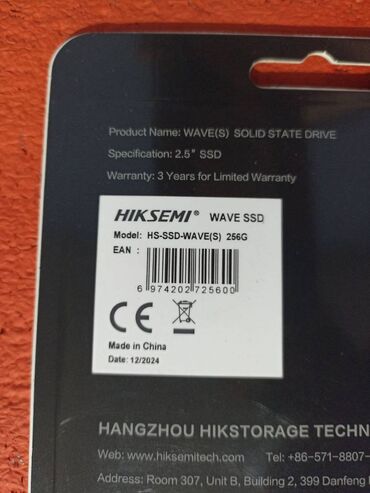 Product Name: WAVE(S) SOLID STATE DRIVE
Specification: 2.5" SSD
Warranty: 3 Years for Limited Warranty
HIKSEMI® WAVE SSD
Model: HS-SSD-WAVE(S) 256G
EAN :
6 974202 725600
CE
Made in China
Date: 12/2024
HANGZHOU HIKSTORAGE TECHN
Web: www.hiksemitech.com Tel: +86-571-8807-
Address: Room 307, Unit B, Building 2, 399 Danfeng